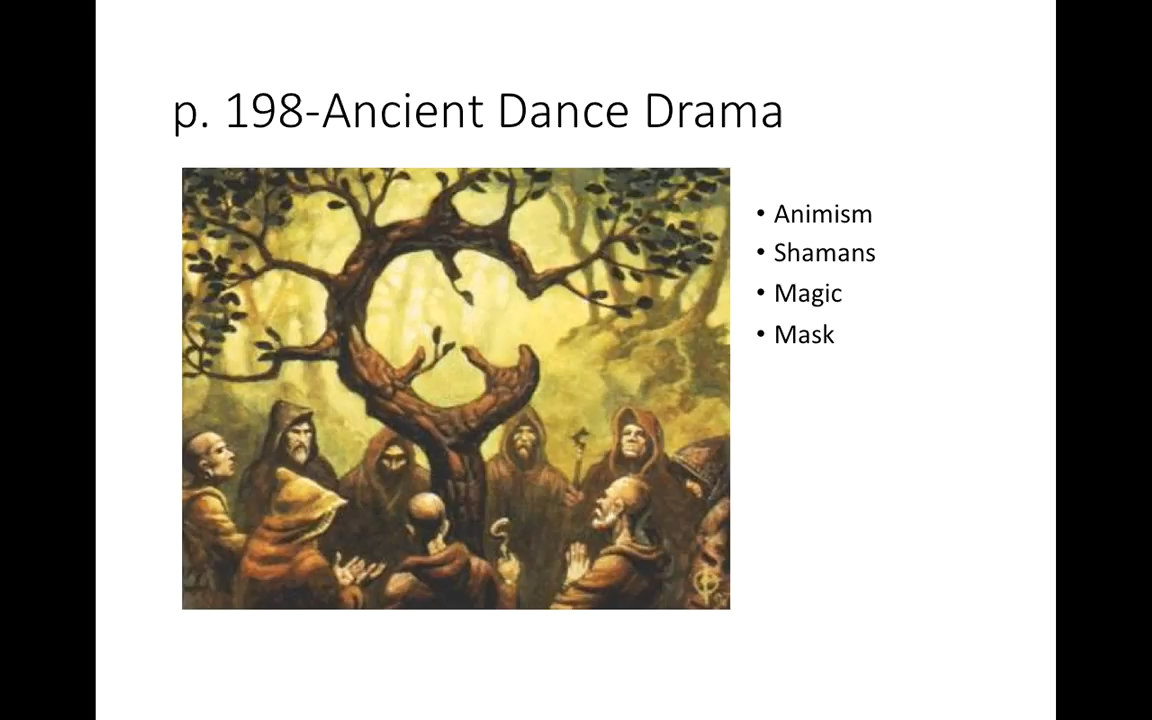 p. 198-Ancient Dance Drama
• Animism
• Shamans
• Magic
• Mask